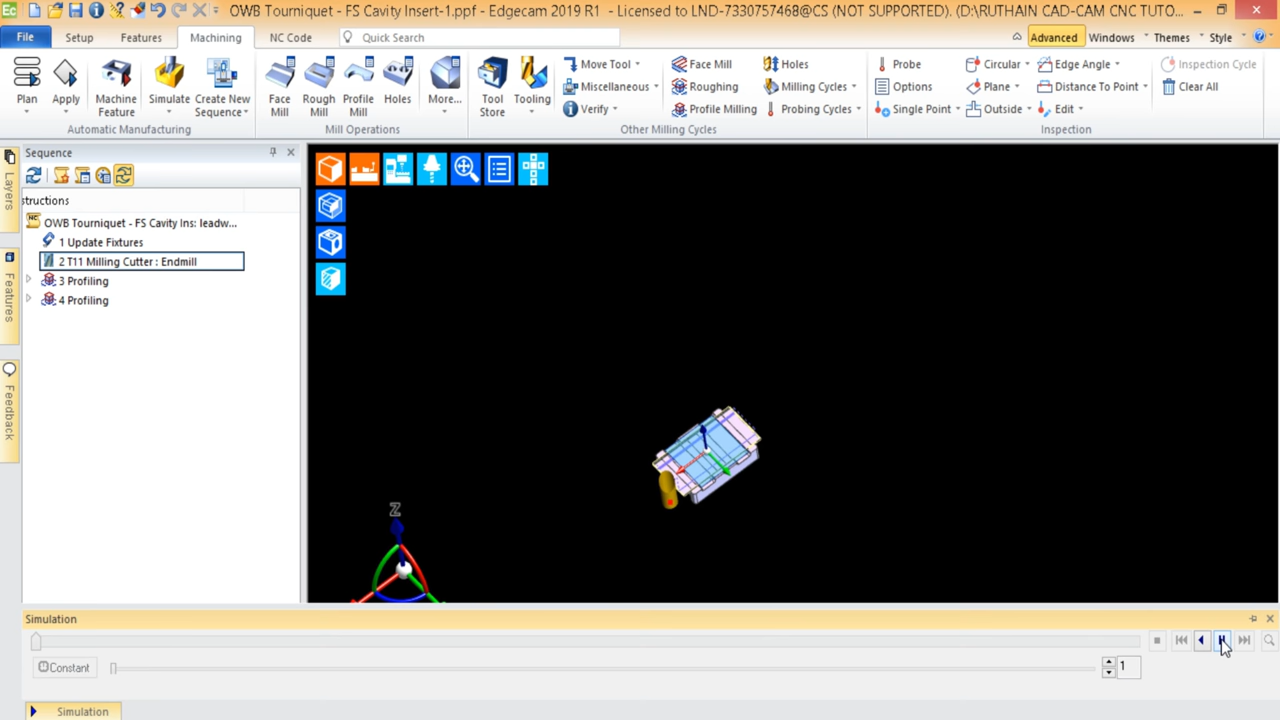 Ec
OWB Tourniquet - FS Cavity Insert-1.ppf - Edgecam 2019 R1 - Licensed to LMD-7330757468@CS (NOT SUPPORTED). (D:\RUTHAIN CAD-CAM CNC TUTO...
File Setup Features Machining NC Code Quick Search Advanced Windows Themes Style
Plan Apply Machine Feature Simulate Create New Sequence
Automatic Manufacturing
Face Mill Rough Mill Profile Mill Holes More...
Mill Operations
Tool Store Tooling
Move Tool Face Mill Holes
Miscellaneous Roughing Milling Cycles
Verify Profile Milling Probing Cycles
Other Milling Cycles
Probe Circular Edge Angle Inspection Cycle
Options Plane Distance To Point Clear All
Single Point Outside Edit
Inspection
Layers
Features
Feedback
Sequence
structions
OWB Tourniquet - FS Cavity Ins: leadw...
1 Update Fixtures
2 T11 Milling Cutter : Endmill
3 Profiling
4 Profiling
Z
Simulation
Constant 1
Simulation